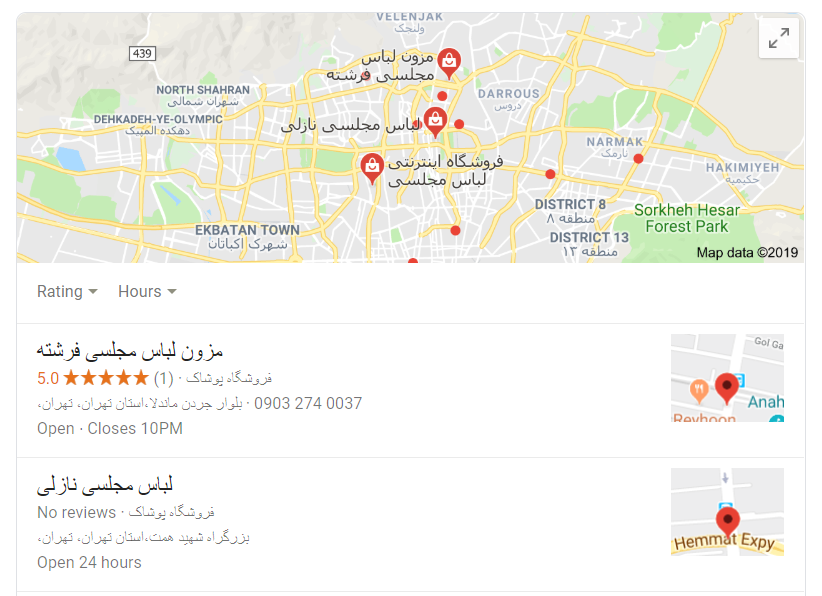 VELENJAK
ولنجک
439
مزون لباس
مجلسی فرشته
NORTH SHAHRAN
شهران شمالی
DARROUS
دروس
DEHKADEH-YE-OLYMPIC
دهکده المپیک
لباس مجلسی نازلی
NARMAK
نارمک
فروشگاه اینترنتی
لباس مجلسی
HAKIMIYEH
حکیمیه
DISTRICT 8
منطقه ۸
Sorkheh Hesar
Forest Park
EKBATAN TOWN
شهرک اکباتان
DISTRICT 13
منطقه ۱۳
Map data ©2019
Rating
Hours
مزون لباس مجلسی فرشته
5.0 (1) · فروشگاه پوشاک
بلوار جردن ماندلا،استان تهران، تهران، · 0903 274 0037
Open · Closes 10PM
Gol Ga
Anah
Reyhoon
لباس مجلسی نازلی
No reviews · فروشگاه پوشاک
بزرگراه شهید همت،استان تهران، تهران،
Open 24 hours
Hemmat Expy